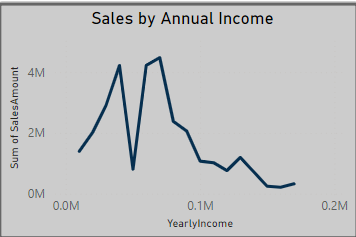 Sales by Annual Income
Sum of SalesAmount
4M
2M
0M
0.0M 0.1M 0.2M
YearlyIncome